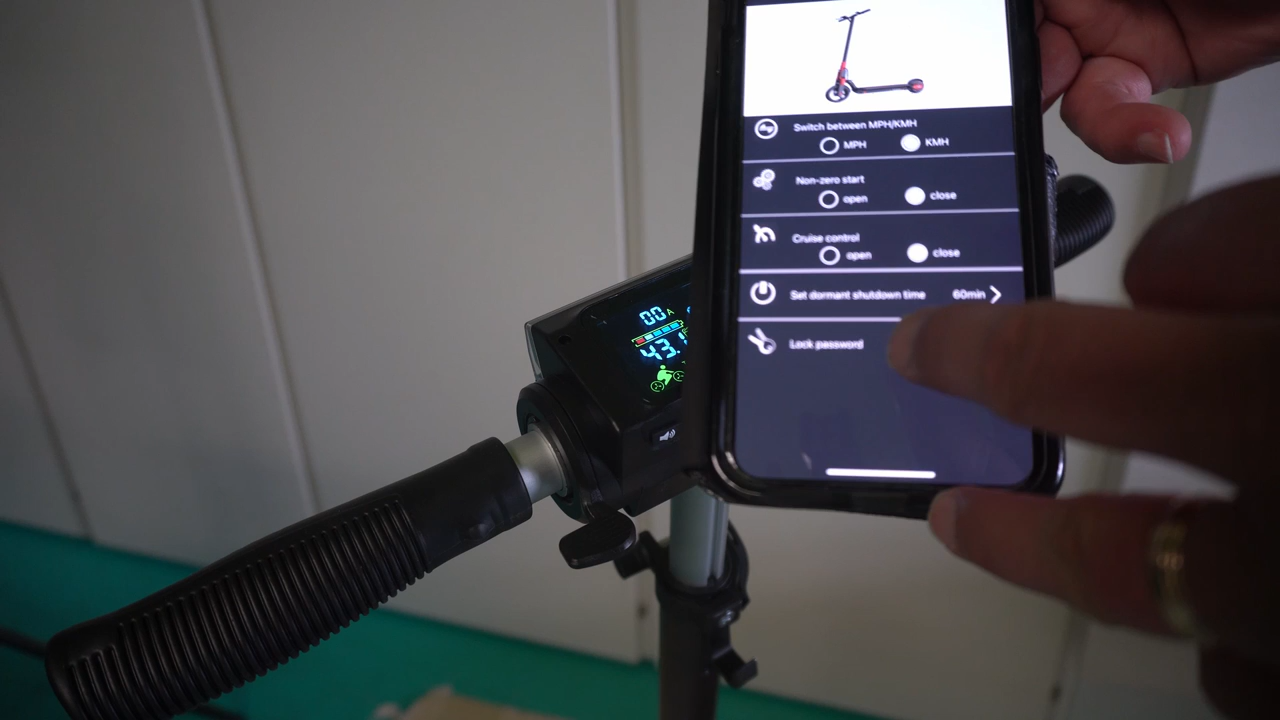 Switch between MPH/KMH
MPH KMH
Non-zero start
open close
Cruise control
open close
Set dormant shutdown time 60min
Lock password
00A
43.